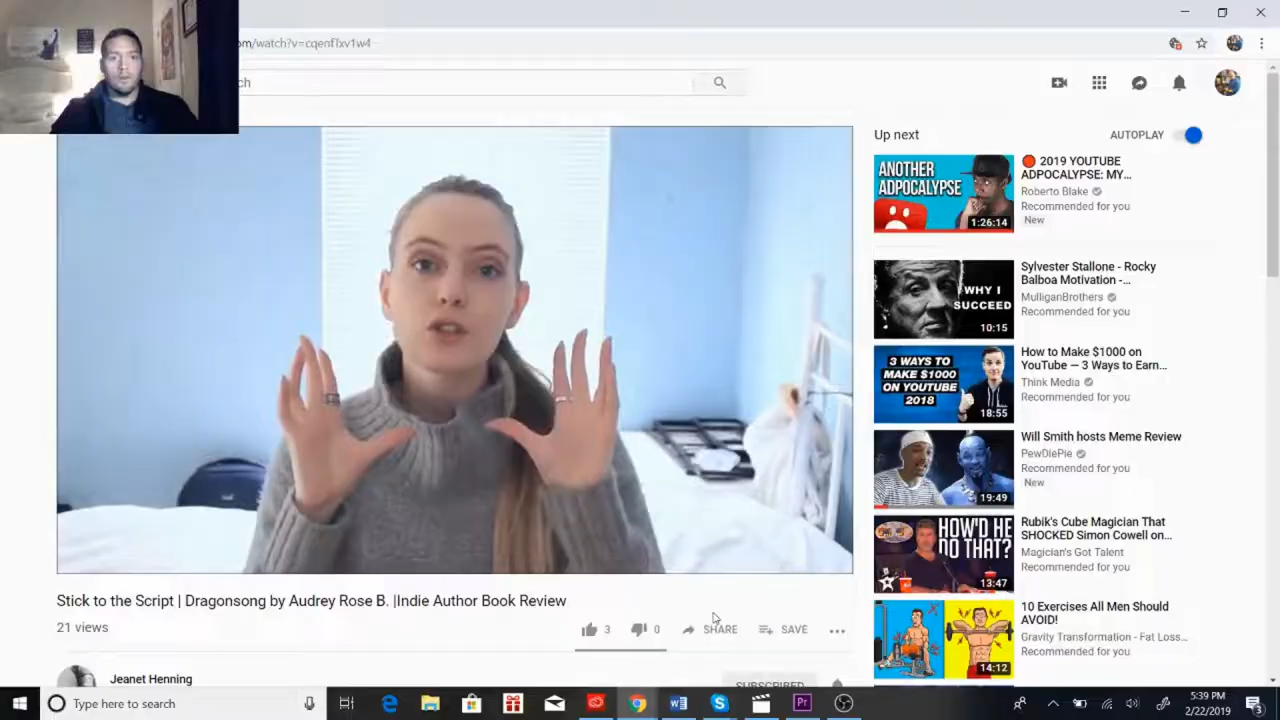 om/watch?v=cqenfTxv1w4
ch
Up next
AUTOPLAY
ANOTHER
ADPOCALYPSE
1:26:14
🔴 2019 YOUTUBE
ADPOCALYPSE: MY...
Roberto Blake
Recommended for you
New
WHY I
SUCCEED
10:15
Sylvester Stallone - Rocky
Balboa Motivation -...
MulliganBrothers
Recommended for you
3 WAYS TO
MAKE $1000
ON YOUTUBE
2018
18:55
How to Make $1000 on
YouTube — 3 Ways to Earn...
Think Media
Recommended for you
19:49
Will Smith hosts Meme Review
PewDiePie
Recommended for you
New
HOW'D HE
DO THAT?
13:47
Rubik's Cube Magician That
SHOCKED Simon Cowell on...
Magician's Got Talent
Recommended for you
14:12
10 Exercises All Men Should
AVOID!
Gravity Transformation - Fat Loss...
Recommended for you
Stick to the Script | Dragonsong by Audrey Rose B. |Indie Author Book Review
21 views
3
0
SHARE
SAVE
Jeanet Henning
SUBSCRIBED
Type here to search
5:39 PM
2/22/2019
3